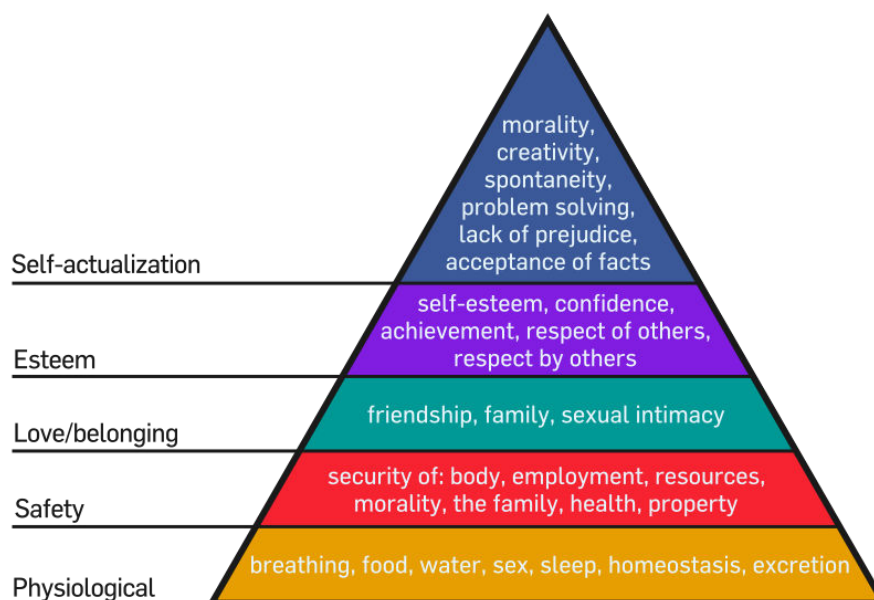 morality,
creativity,
spontaneity,
problem solving,
lack of prejudice,
acceptance of facts
Self-actualization
self-esteem, confidence,
achievement, respect of others,
respect by others
Esteem
friendship, family, sexual intimacy
Love/belonging
security of: body, employment, resources,
morality, the family, health, property
Safety
breathing, food, water, sex, sleep, homeostasis, excretion
Physiological